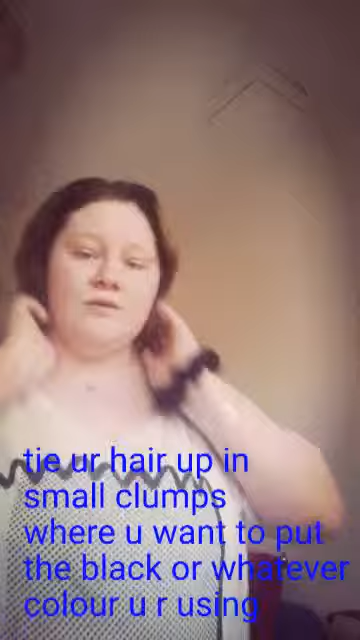 tie ur hair up in
small clumps
where u want to put
the black or whatever
colour u r using